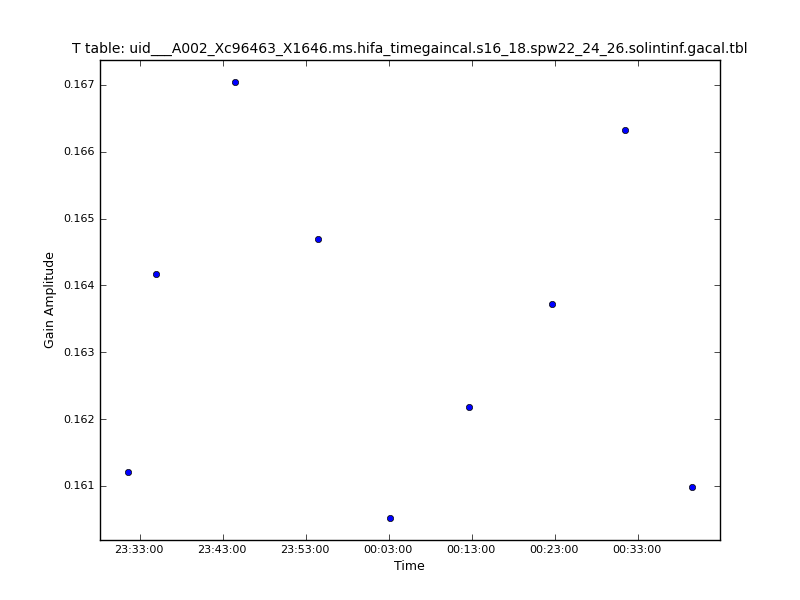 T table: uid___A002_Xc96463_X1646.ms.hifa_timegaincal.s16_18.spw22_24_26.solintinf.gacal.tbl
0.167
0.166
0.165
0.164
0.163
0.162
0.161
Gain Amplitude
23:33:00 23:43:00 23:53:00 00:03:00 00:13:00 00:23:00 00:33:00
Time